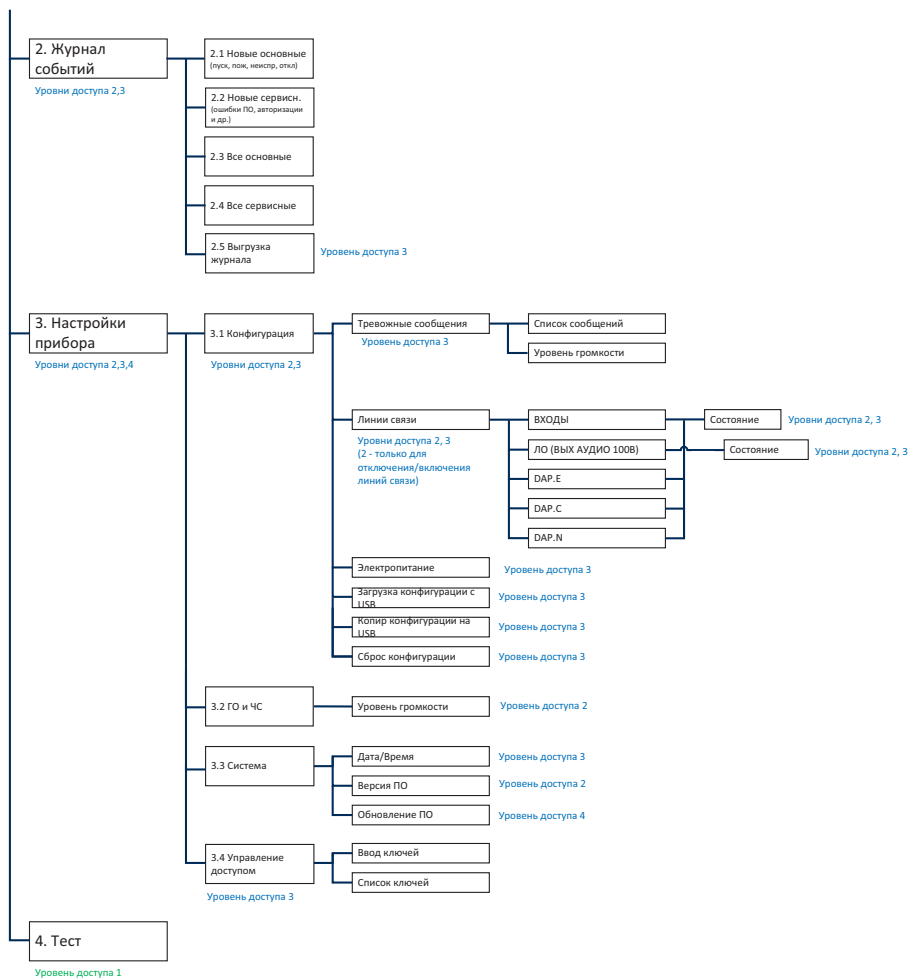 2. Журнал
событий
Уровни доступа 2,3
2.1 Новые основные
(пуск, пож, неиспр, откл)
2.2 Новые сервисн.
(ошибки ПО, авторизации
и др.)
2.3 Все основные
2.4 Все сервисные
2.5 Выгрузка
журнала
Уровень доступа 3
3. Настройки
прибора
Уровни доступа 2,3,4
3.1 Конфигурация
Уровни доступа 2,3
Тревожные сообщения
Уровень доступа 3
Список сообщений
Уровень громкости
Линии связи
Уровни доступа 2, 3
(2 - только для
отключения/включения
линий связи)
ВХОДЫ
Состояние
Уровни доступа 2, 3
ЛО (ВЫХ АУДИО 100В)
Состояние
Уровни доступа 2, 3
DAP.E
DAP.C
DAP.N
Электропитание
Уровень доступа 3
Загрузка конфигурации с
USB
Уровень доступа 3
Копир конфигурации на
USB
Уровень доступа 3
Сброс конфигурации
Уровень доступа 3
3.2 ГО и ЧС
Уровень громкости
Уровень доступа 2
3.3 Система
Дата/Время
Уровень доступа 3
Версия ПО
Уровень доступа 2
Обновление ПО
Уровень доступа 4
3.4 Управление
доступом
Уровень доступа 3
Ввод ключей
Список ключей
4. Тест
Уровень доступа 1